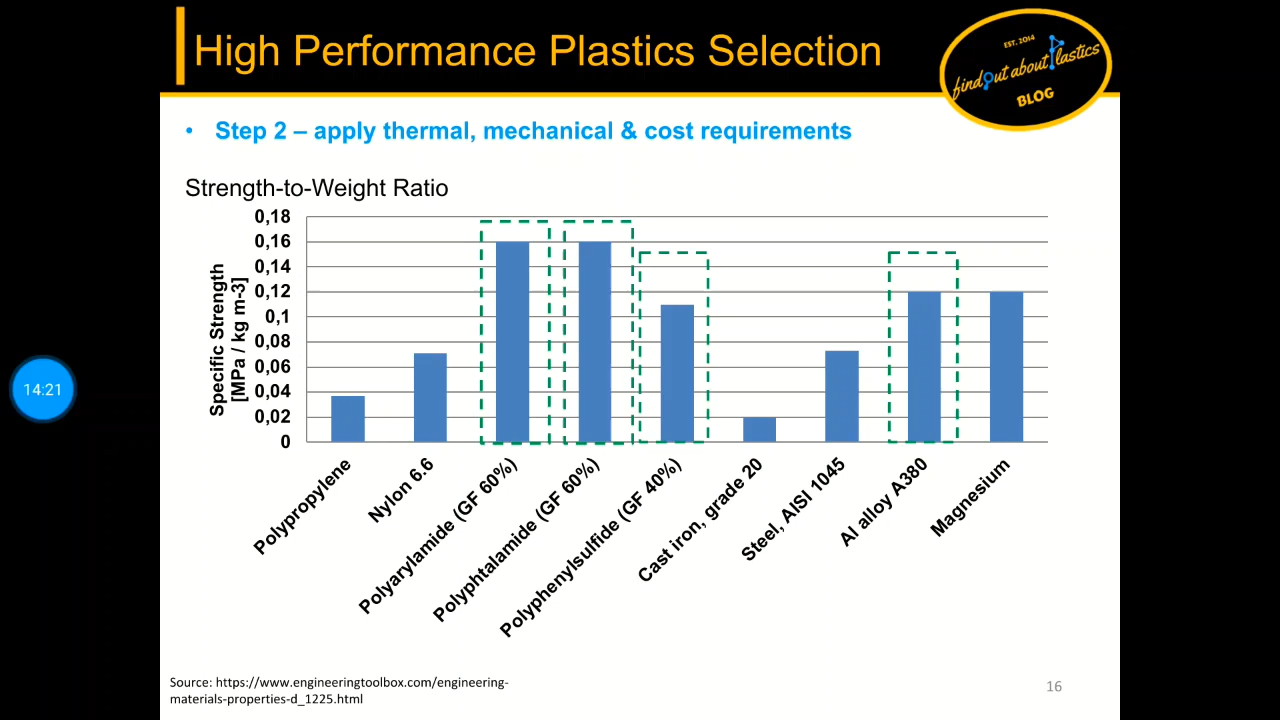 High Performance Plastics Selection
EST. 2014
findout about Plastics
BLOG
• Step 2 – apply thermal, mechanical & cost requirements
Strength-to-Weight Ratio
Specific Strength
[MPa / kg m-3]
0,18
0,16
0,14
0,12
0,1
0,08
0,06
0,04
0,02
0
14:21
Polypropylene
Nylon 6.6
Polyarylamide (GF 60%)
Polyphtalamide (GF 60%)
Polyphenylsulfide (GF 40%)
Cast iron, grade 20
Steel, AISI 1045
Al alloy A380
Magnesium
Source: https://www.engineeringtoolbox.com/engineering-
materials-properties-d_1225.html
16